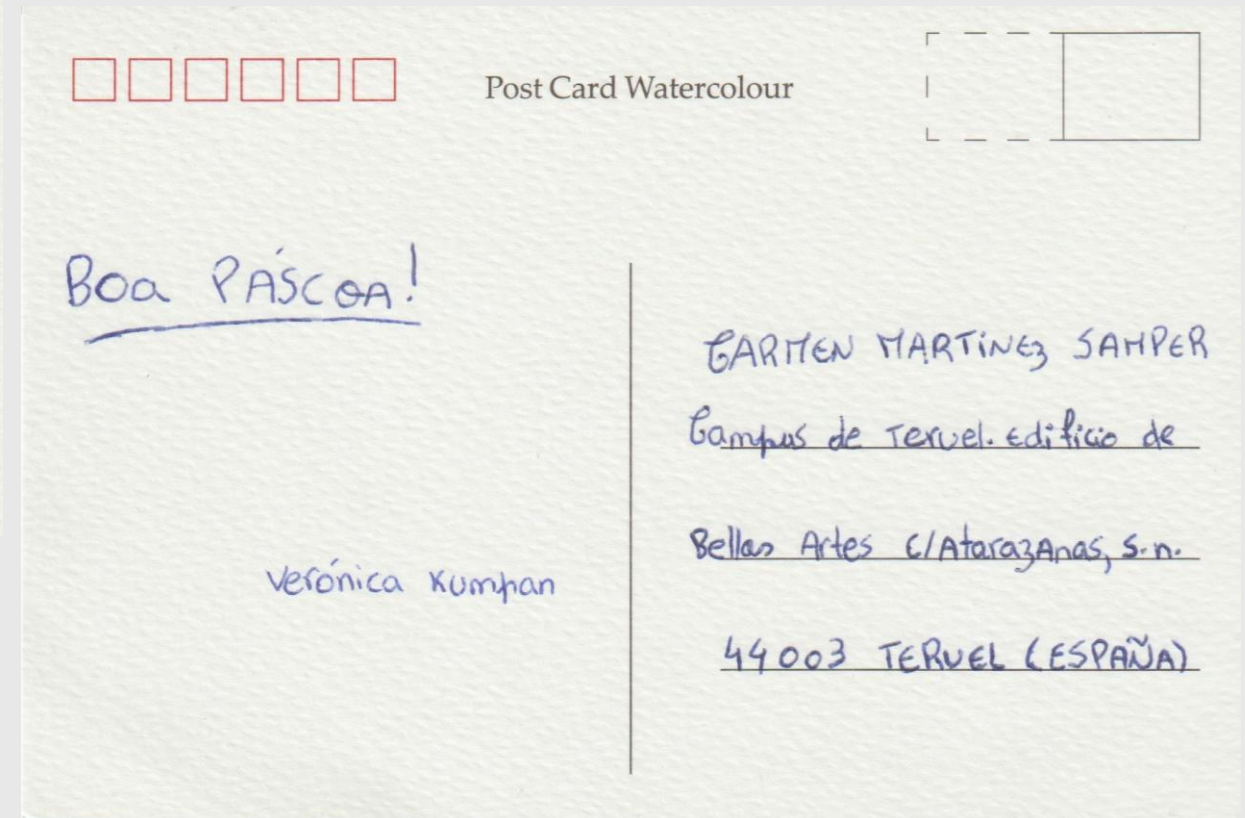 Post Card Watercolour
BOa PÁSCOA!
Verónica Kumpan
CARMEN MARTíNEz SAMPER
Campus de Teruel. Edificio de
Bellas Artes C/AtarazAnas, s.n.
44003 TERUEL (ESPAÑA)